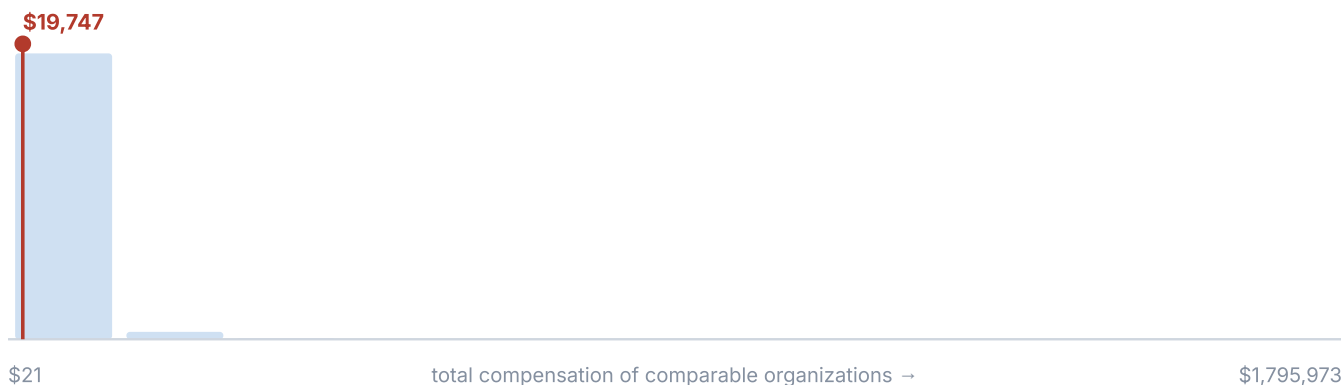 $19,747
$21
total compensation of comparable organizations →
$1,795,973